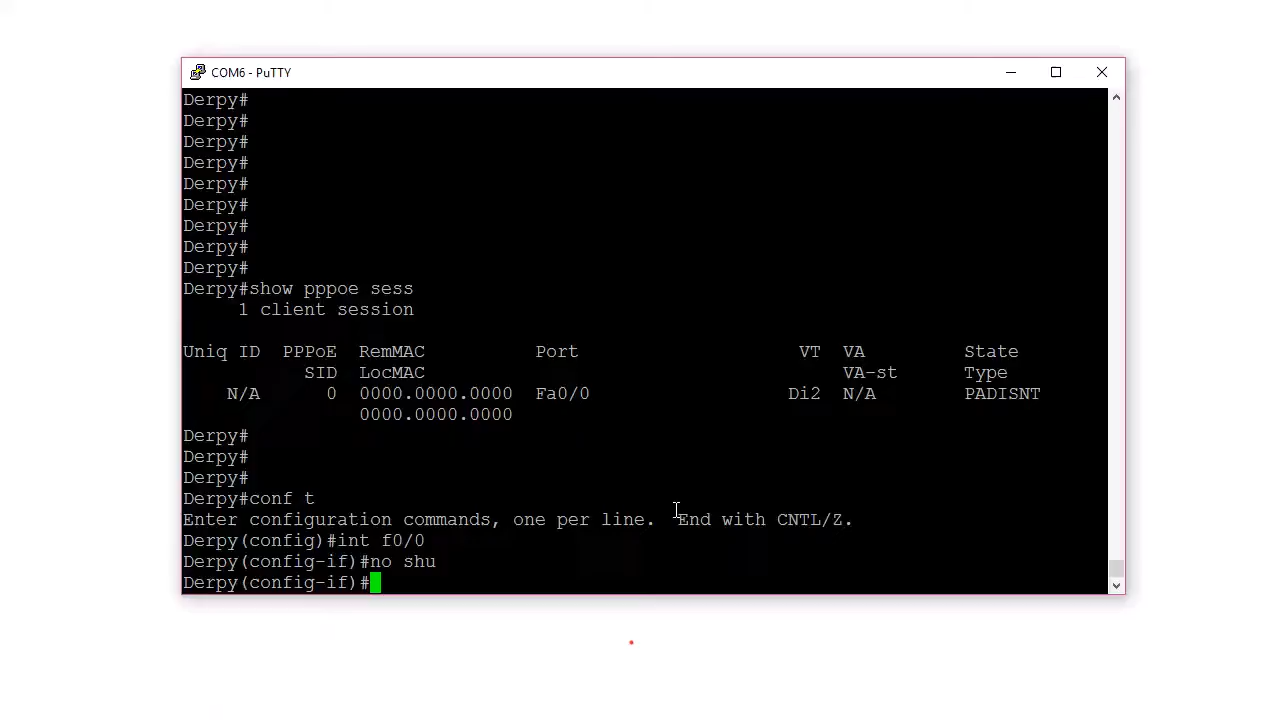 COM6 - PuTTY
Derpy#
Derpy#
Derpy#
Derpy#
Derpy#
Derpy#
Derpy#
Derpy#
Derpy#
Derpy#show pppoe sess
     1 client session

Uniq ID  PPPoE  RemMAC          Port                   VT  VA         State
           SID  LocMAC                                     VA-st      Type
    N/A      0  0000.0000.0000  Fa0/0                 Di2  N/A        PADISNT
                0000.0000.0000
Derpy#
Derpy#
Derpy#
Derpy#conf t
Enter configuration commands, one per line.  End with CNTL/Z.
Derpy(config)#int f0/0
Derpy(config-if)#no shu
Derpy(config-if)#